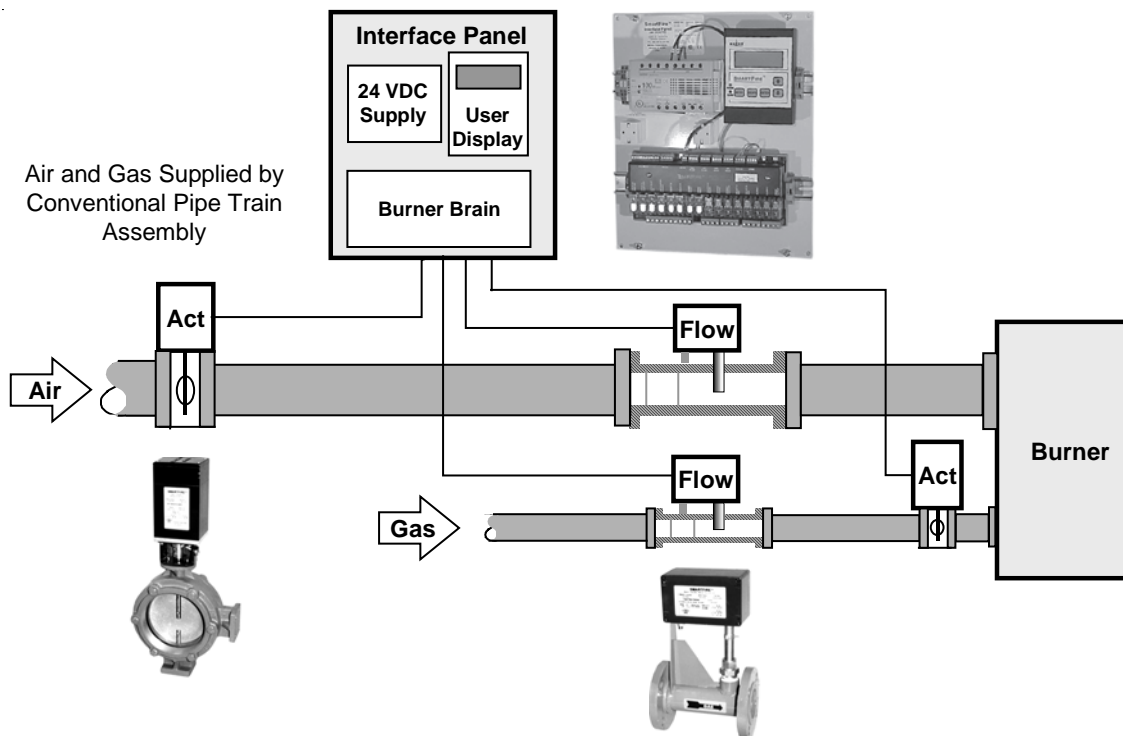 Interface Panel
24 VDC
Supply
User
Display
Burner Brain
Air and Gas Supplied by
Conventional Pipe Train
Assembly
Act
Flow
Air
Burner
Flow
Act
Gas